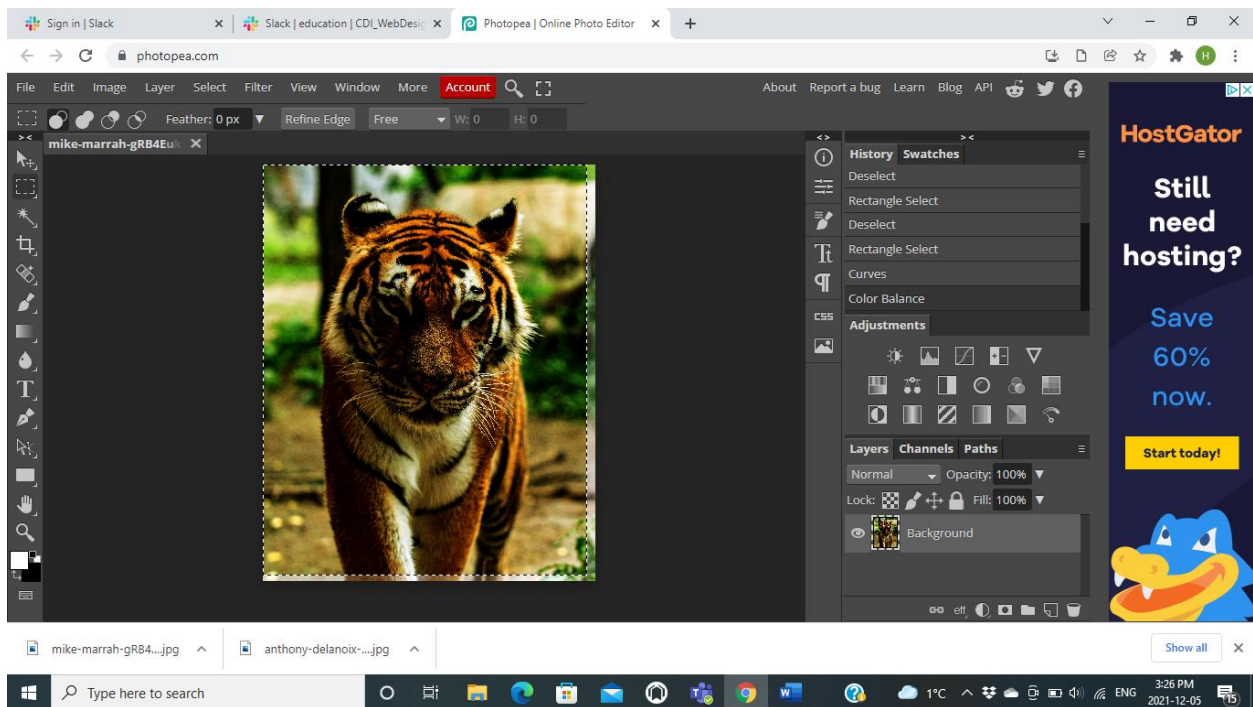 Sign in | Slack
Slack | education | CDI_WebDesig
Photopea | Online Photo Editor
photopea.com
H
File Edit Image Layer Select Filter View Window More Account About Report a bug Learn Blog API
Feather: 0 px Refine Edge Free W: 0 H: 0
mike-marrah-gRB4Euk
History Swatches
Deselect
Rectangle Select
Deselect
Rectangle Select
Curves
Color Balance
CSS
Adjustments
Layers Channels Paths
Normal Opacity: 100%
Lock: Fill: 100%
Background
eff
HostGator
Still
need
hosting?
Save
60%
now.
Start today!
mike-marrah-gRB4....jpg anthony-delanoix-....jpg Show all
Type here to search 1°C ENG 3:26 PM
2021-12-05
15